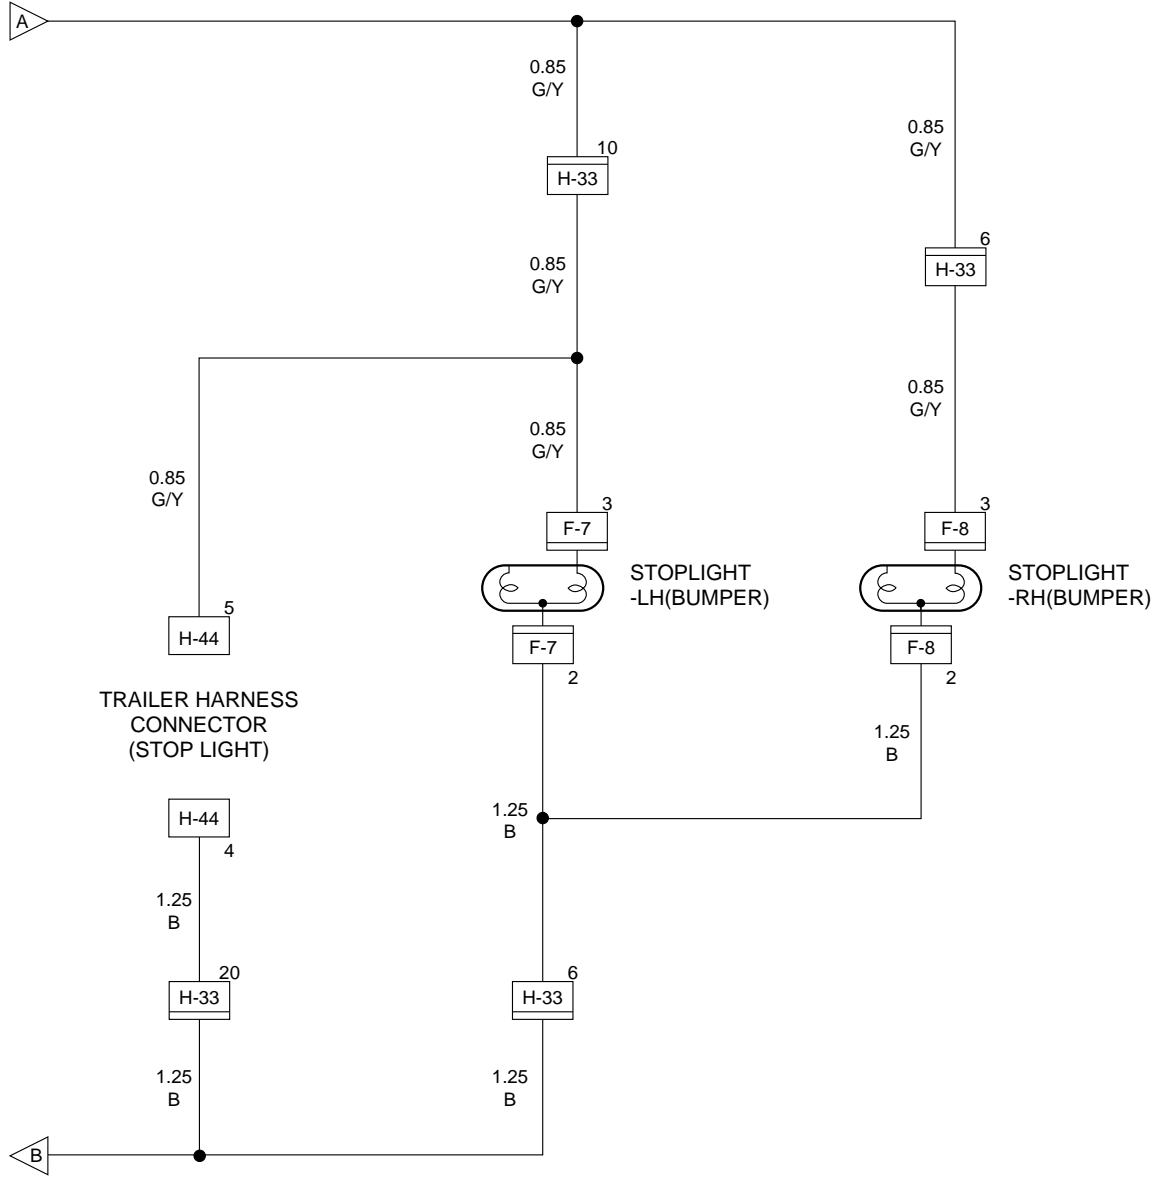 A
0.85
G/Y
10
H-33
0.85
G/Y
6
H-33
0.85
G/Y
0.85
G/Y
0.85
G/Y
0.85
G/Y
3
F-7
3
F-8
STOPLIGHT
-LH(BUMPER)
STOPLIGHT
-RH(BUMPER)
5
H-44
F-7
2
F-8
2
TRAILER HARNESS
CONNECTOR
(STOP LIGHT)
1.25
B
H-44
4
1.25
B
1.25
B
20
H-33
6
H-33
1.25
B
1.25
B
B